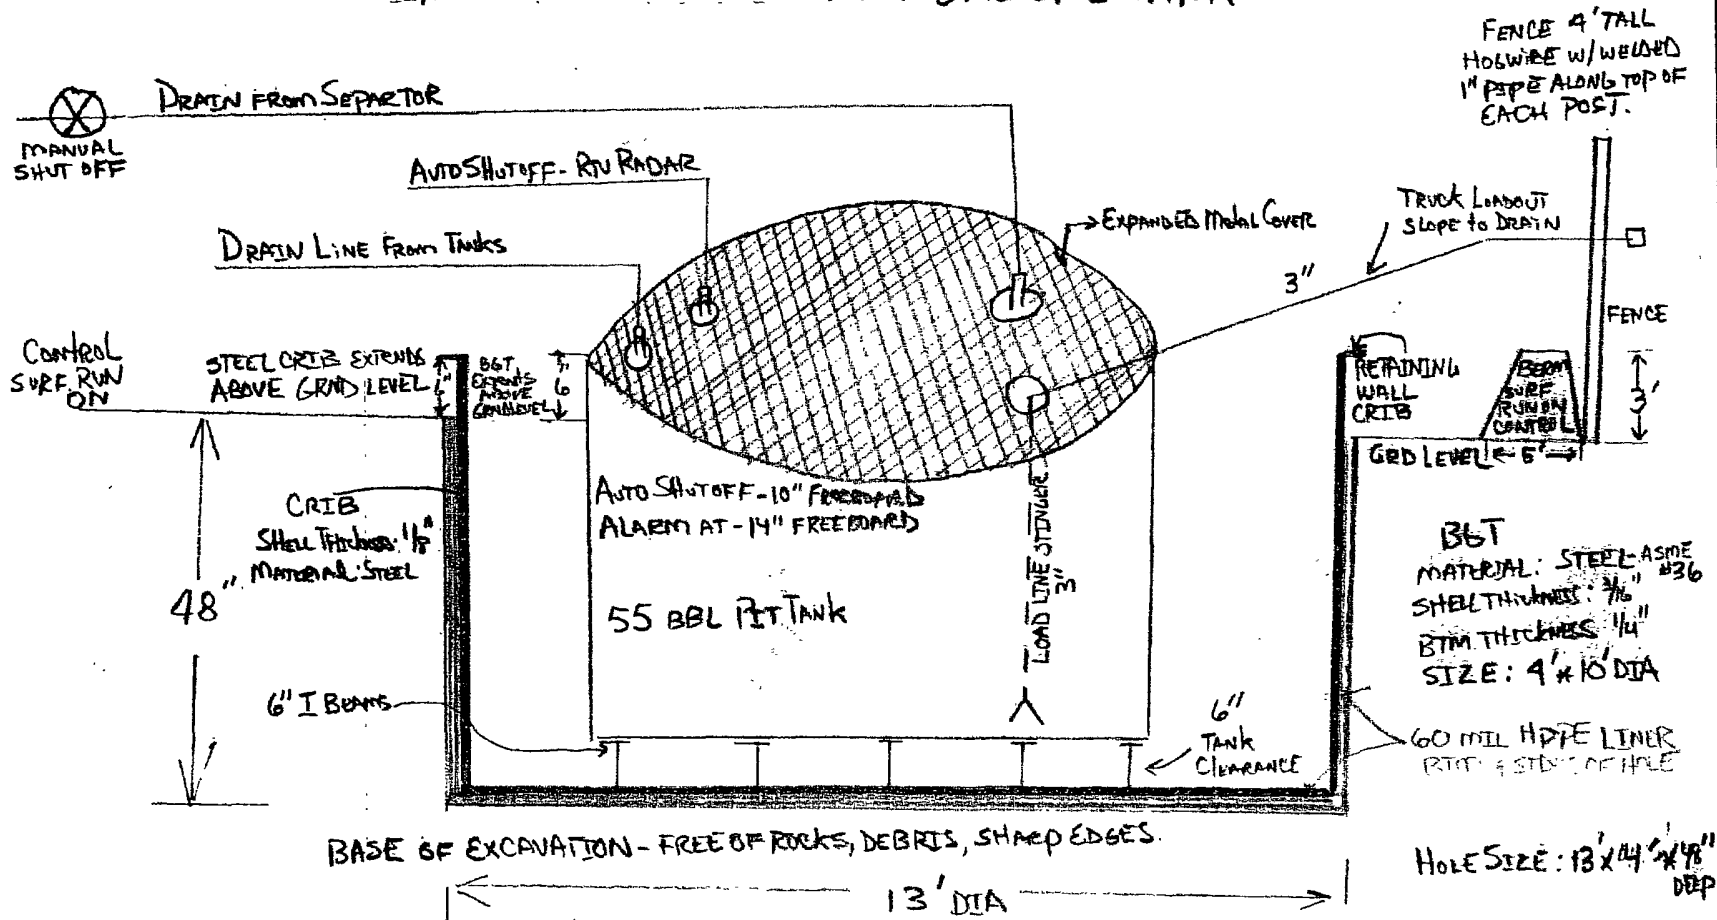 FENCE 4' TALL
HOGWIRE W/WELDED
1" PIPE ALONG TOP OF
EACH POST.
DRAIN FROM SEPARTOR
MANUAL
SHUT OFF
AUTO SHUTOFF - RTU RADAR
DRAIN LINE FROM TANKS
EXPANDED METAL COVER
TRUCK LOADOUT
SLOPE TO DRAIN
3"
FENCE
CONTROL
SURF. RUN
ON
STEEL CRIB EXTENDS
ABOVE GRND LEVEL 6"
BGT
EXTENTS
ABOVE
GRND LEVEL
6"
RETAINING
WALL
CRIB
BERM
SURF
RUN ON
CONTROL
3'
GRD LEVEL
AUTO SHUTOFF - 10" FREEBOARD
ALARM AT - 14" FREEBOARD
CRIB
SHELL THICKNESS: 1/8"
MATERIAL: STEEL
48"
55 BBL PIT TANK
LOAD LINE STINGER
3"
BGT
MATERIAL: STEEL-ASME #36
SHELL THICKNESS: 3/16"
BTM THICKNESS 1/4"
SIZE: 4' x 10' DIA
6" I BEAMS
6"
TANK
CLEARANCE
60 MIL HDPE LINER
BTM & SIDES OF HOLE
BASE OF EXCAVATION - FREE OF ROCKS, DEBRIS, SHARP EDGES.
HOLE SIZE: 13' X 14' X 48"
DEEP
13' DIA